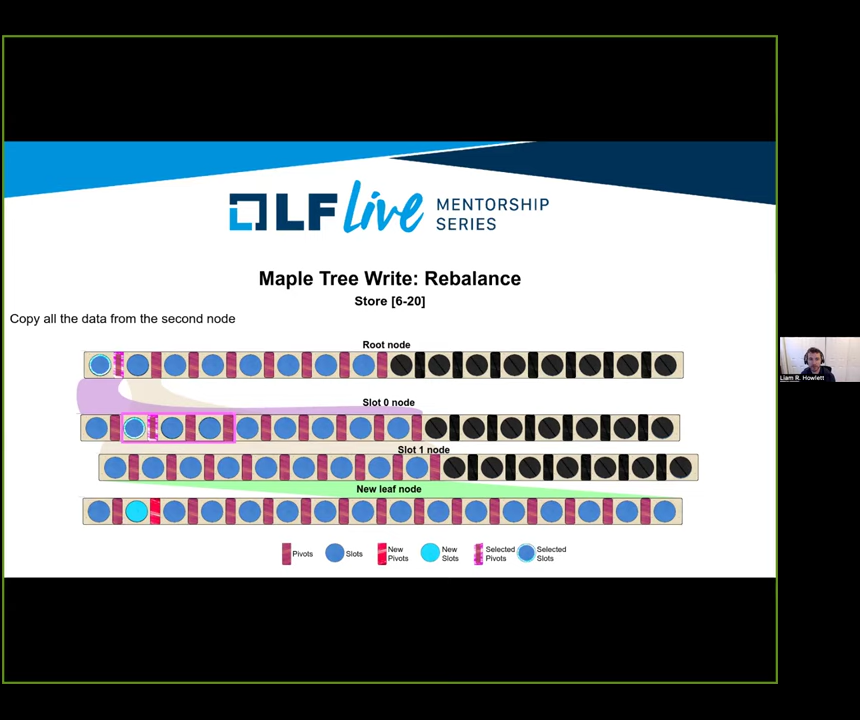 LF Live MENTORSHIP
SERIES
Maple Tree Write: Rebalance
Store [6-20]
Copy all the data from the second node
Root node
Slot 0 node
Slot 1 node
New leaf node
Pivots
Slots
New
Pivots
New
Slots
Selected
Pivots
Selected
Slots
Liam R. Howlett